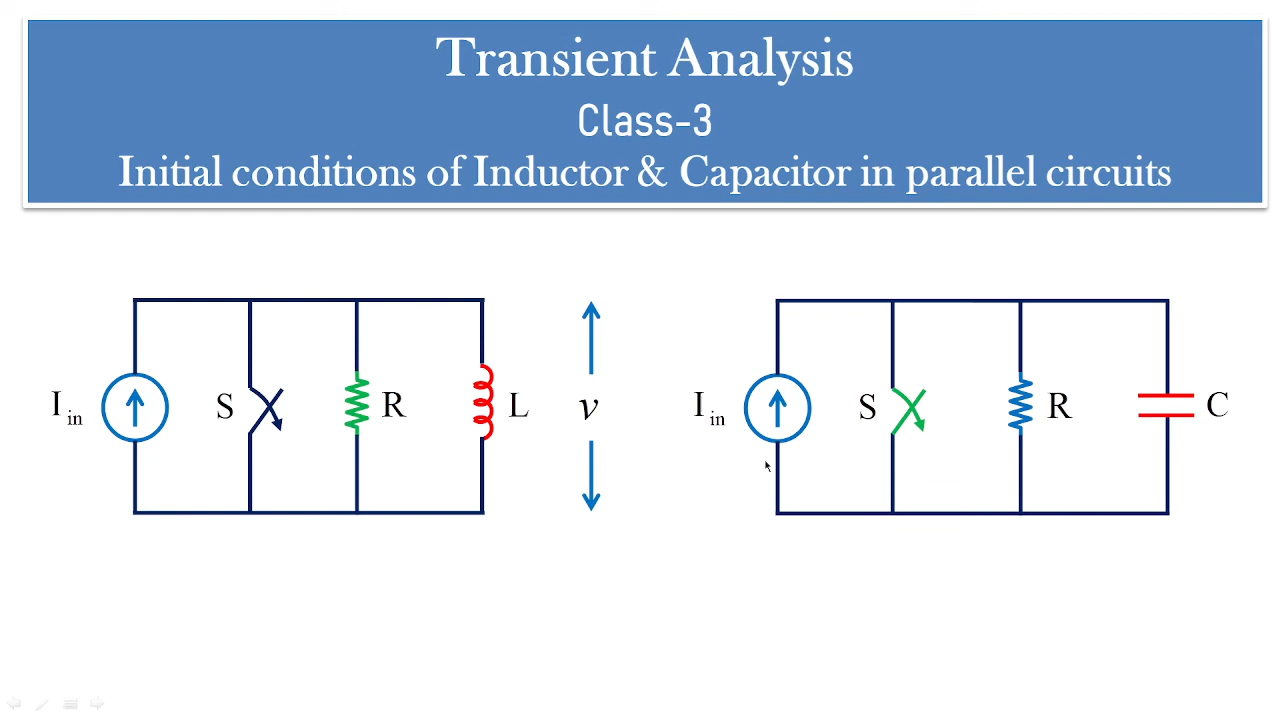 Transient Analysis
Class-3
Initial conditions of Inductor & Capacitor in parallel circuits
I in S R L v I in S R C